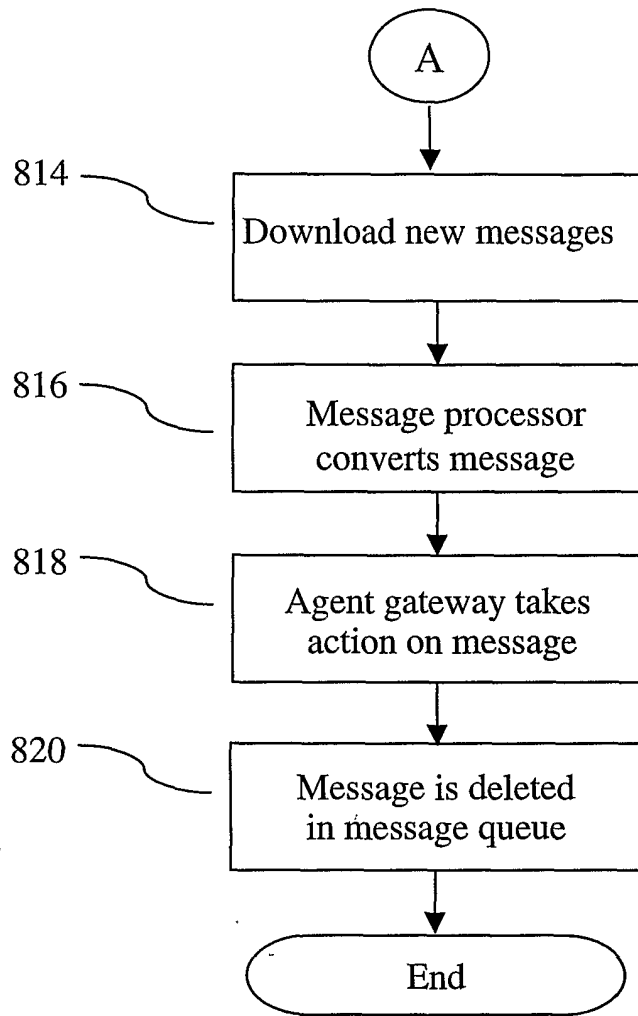 A
814
Download new messages
816
Message processor
converts message
818
Agent gateway takes
action on message
820
Message is deleted
in message queue
End